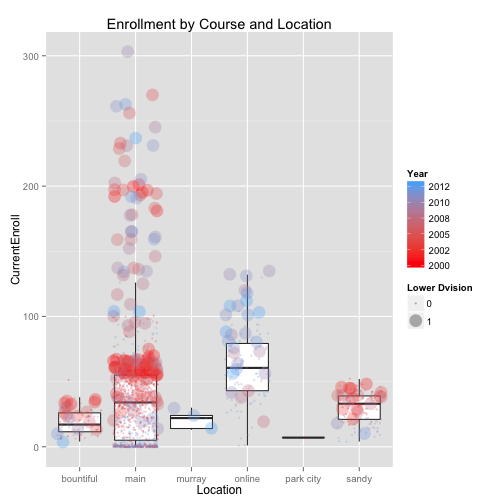 Enrollment by Course and Location
CurrentEnroll
300
200
100
0
bountiful main murray online park city sandy
Location
Year
2012
2010
2008
2005
2002
2000
Lower Dvision
0
1